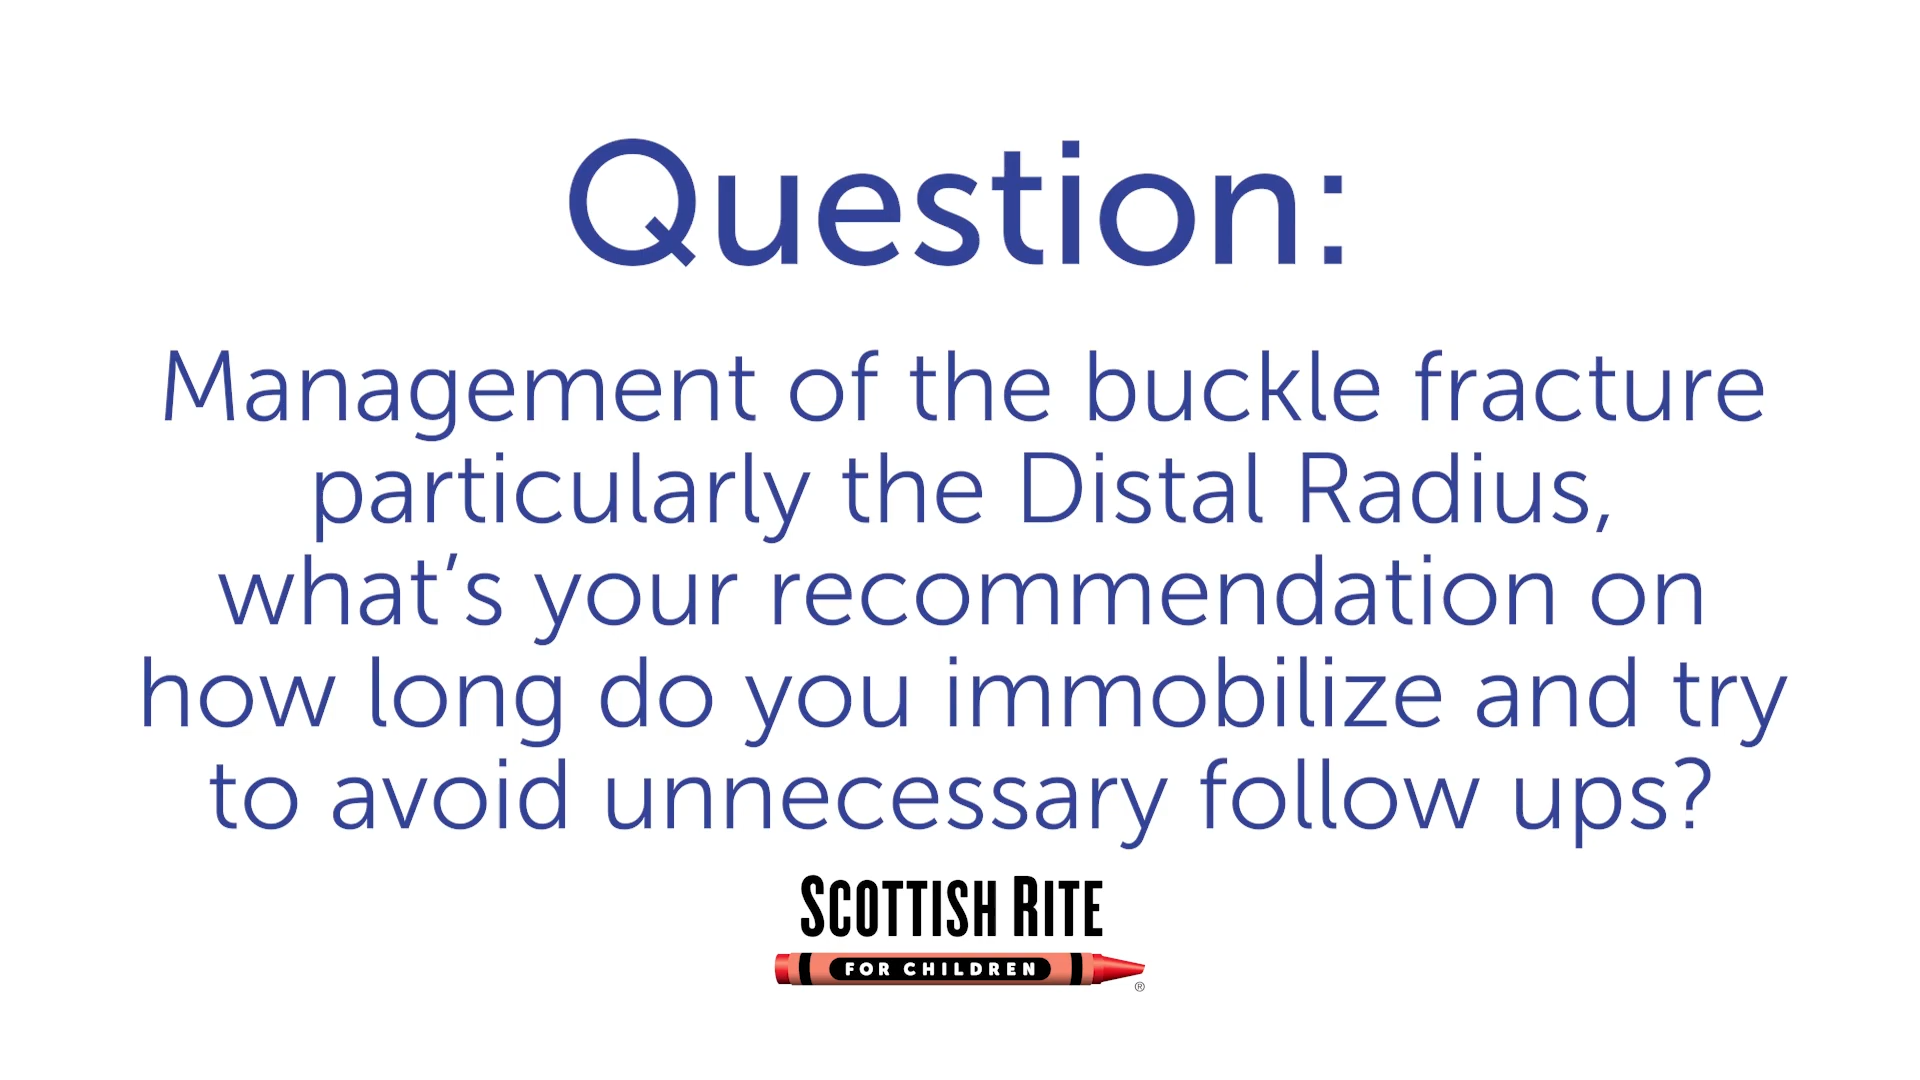 Question:
Management of the buckle fracture
particularly the Distal Radius,
what's your recommendation on
how long do you immobilize and try
to avoid unnecessary follow ups?
SCOTTISH RITE
FOR CHILDREN
®